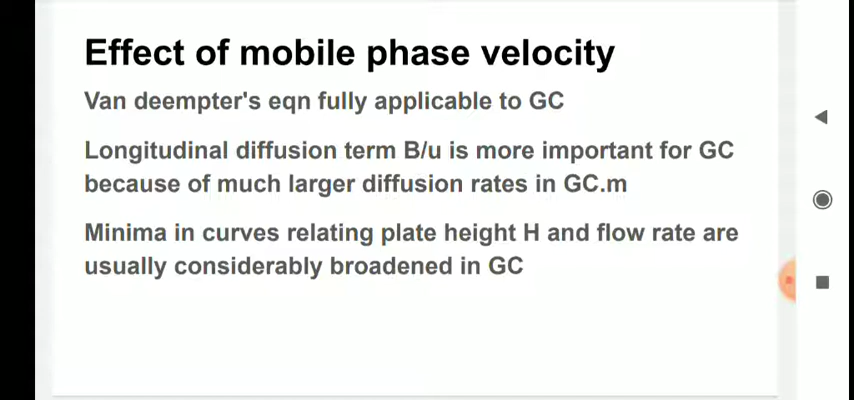 Effect of mobile phase velocity
Van deempter's eqn fully applicable to GC
Longitudinal diffusion term B/u is more important for GC
because of much larger diffusion rates in GC.m
Minima in curves relating plate height H and flow rate are
usually considerably broadened in GC